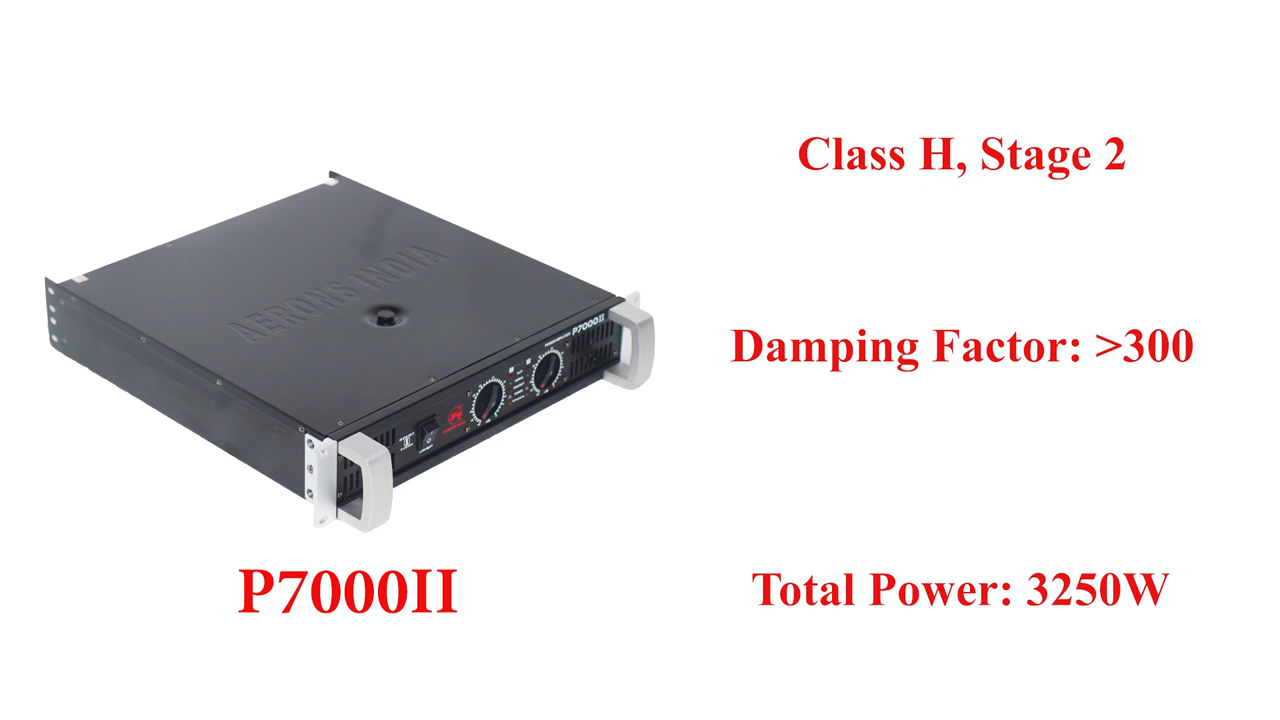 Class H, Stage 2
AERONS INDIA
P7000II
Damping Factor: >300
P7000II
Total Power: 3250W